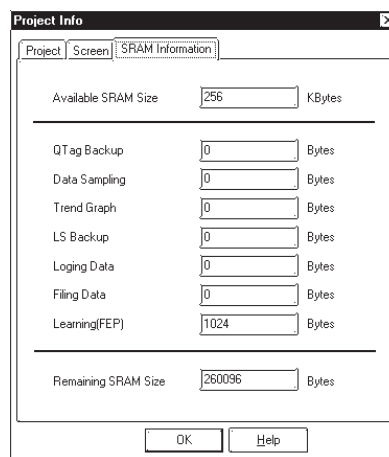 Project Info
Project Screen SRAM Information
Available SRAM Size 256 KBytes
QTag Backup 0 Bytes
Data Sampling 0 Bytes
Trend Graph 0 Bytes
LS Backup 0 Bytes
Loging Data 0 Bytes
Filing Data 0 Bytes
Learning(FEP) 1024 Bytes
Remaining SRAM Size 260096 Bytes
OK Help